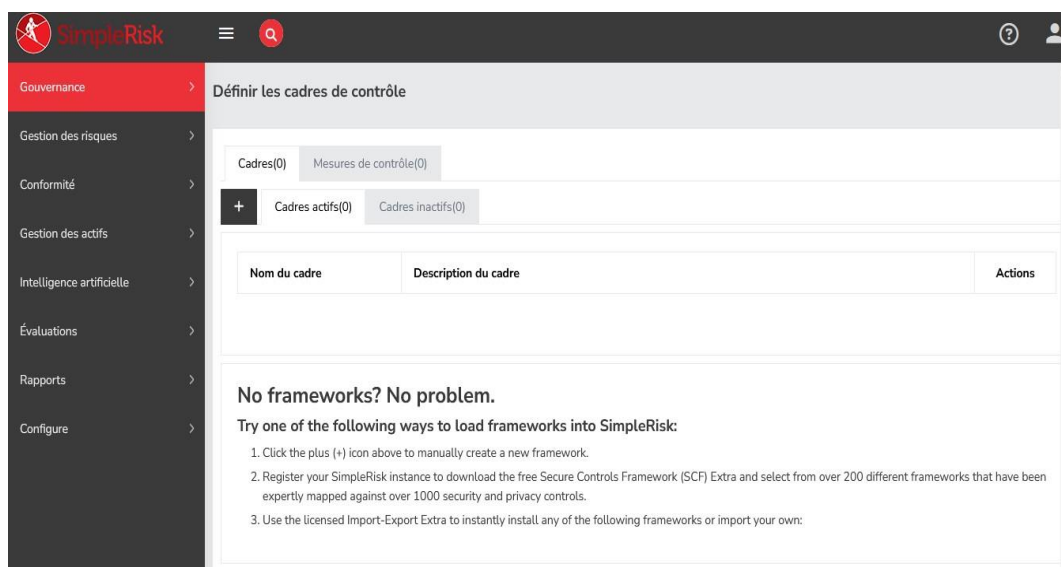 SimpleRisk
Gouvernance
Gestion des risques
Conformité
Gestion des actifs
Intelligence artificielle
Évaluations
Rapports
Configure
Définir les cadres de contrôle
Cadres(0) Mesures de contrôle(0)
+ Cadres actifs(0) Cadres inactifs(0)
Nom du cadre Description du cadre Actions
No frameworks? No problem.
Try one of the following ways to load frameworks into SimpleRisk:
1. Click the plus (+) icon above to manually create a new framework.
2. Register your SimpleRisk instance to download the free Secure Controls Framework (SCF) Extra and select from over 200 different frameworks that have been
expertly mapped against over 1000 security and privacy controls.
3. Use the licensed Import-Export Extra to instantly install any of the following frameworks or import your own: